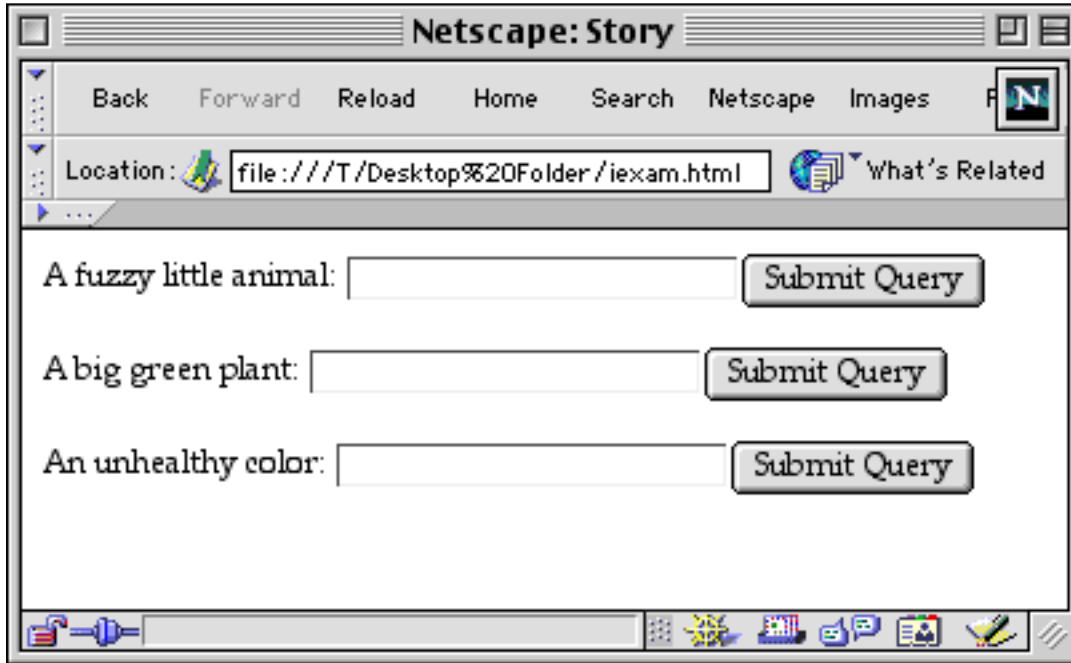 Netscape: Story
Back Forward Reload Home Search Netscape Images
N
Location: file:///T/Desktop%20Folder/iexam.html What's Related
...
A fuzzy little animal: Submit Query
A big green plant: Submit Query
An unhealthy color: Submit Query